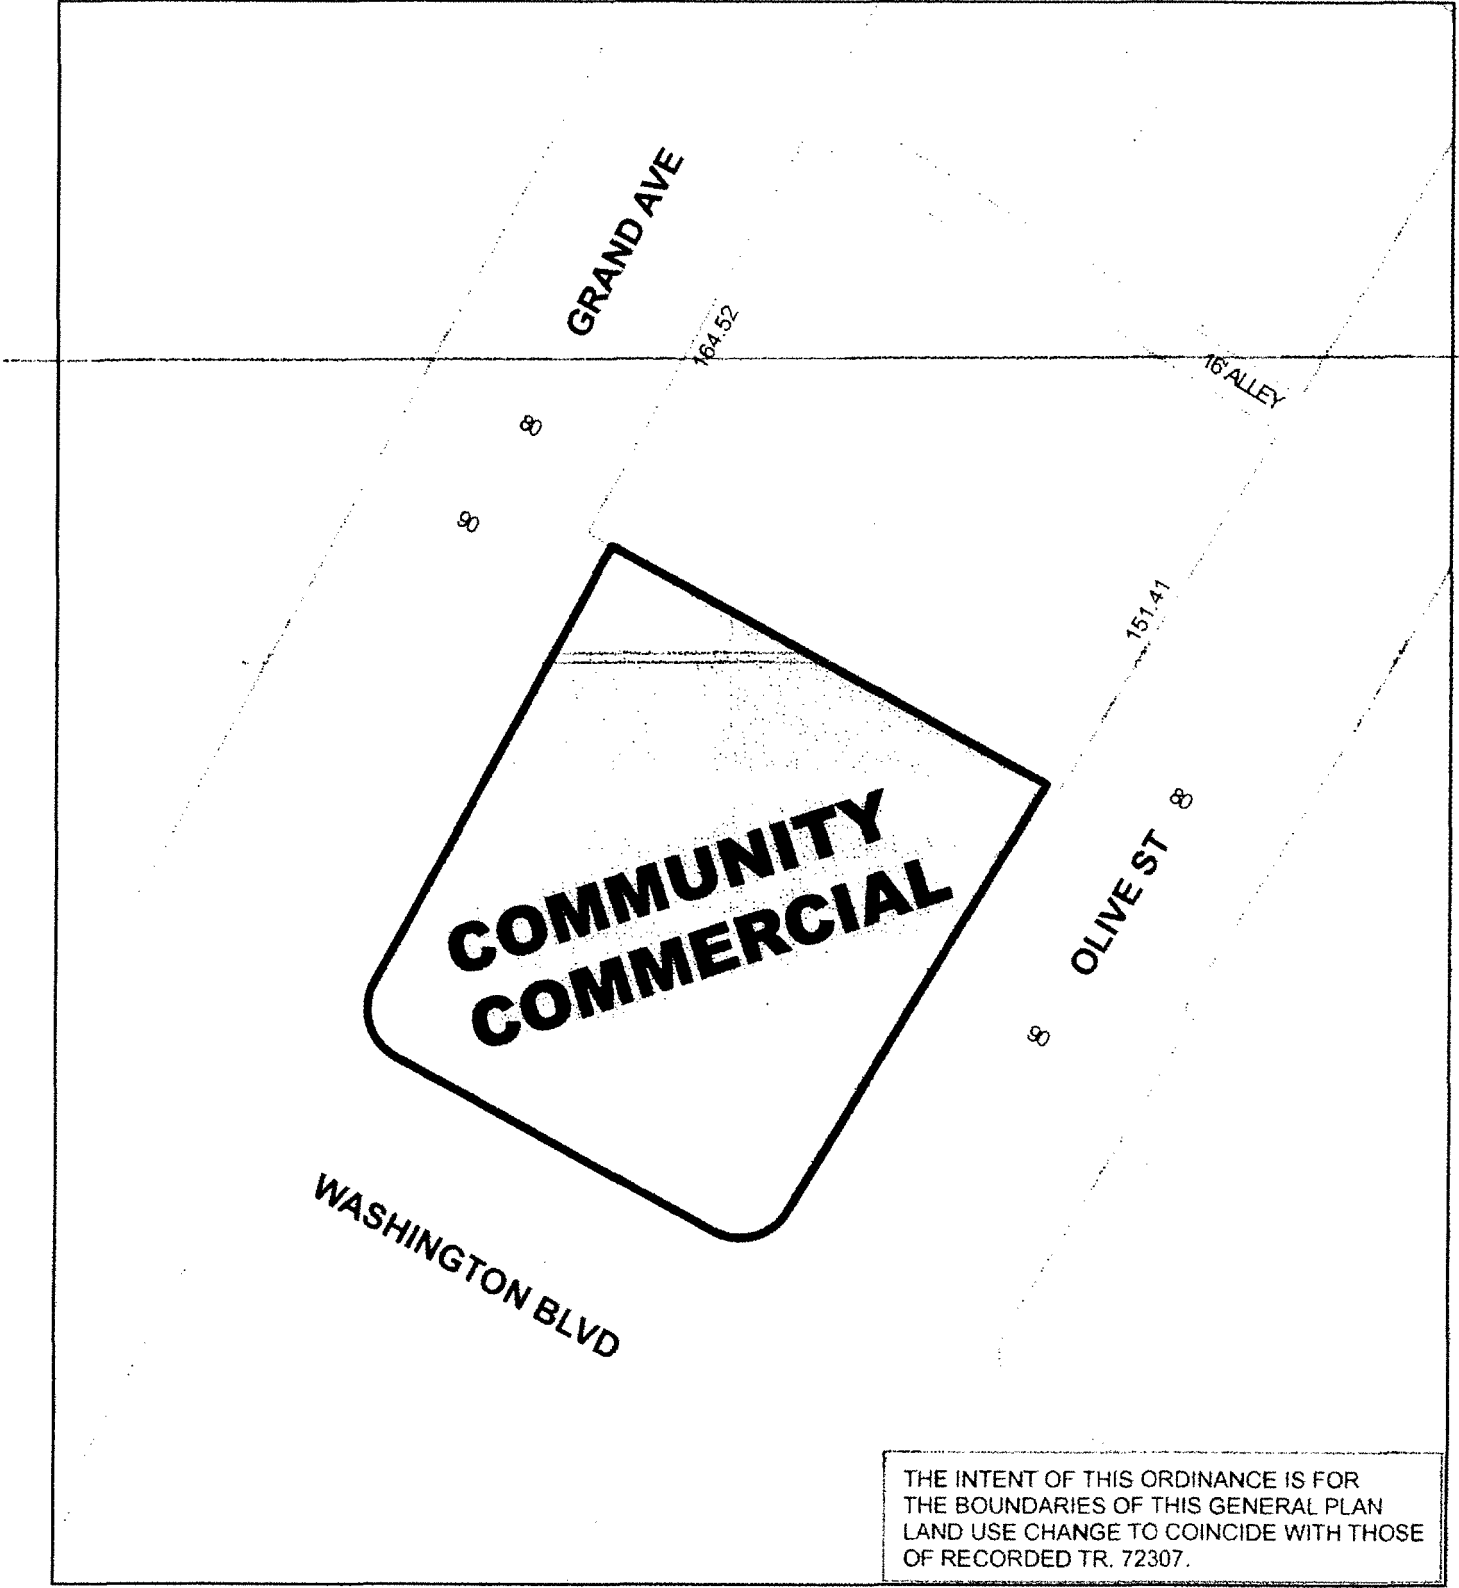 GRAND AVE
164.52
16' ALLEY
80
90
151.41
80
COMMUNITY
COMMERCIAL
OLIVE ST
90
WASHINGTON BLVD
THE INTENT OF THIS ORDINANCE IS FOR
THE BOUNDARIES OF THIS GENERAL PLAN
LAND USE CHANGE TO COINCIDE WITH THOSE
OF RECORDED TR. 72307.